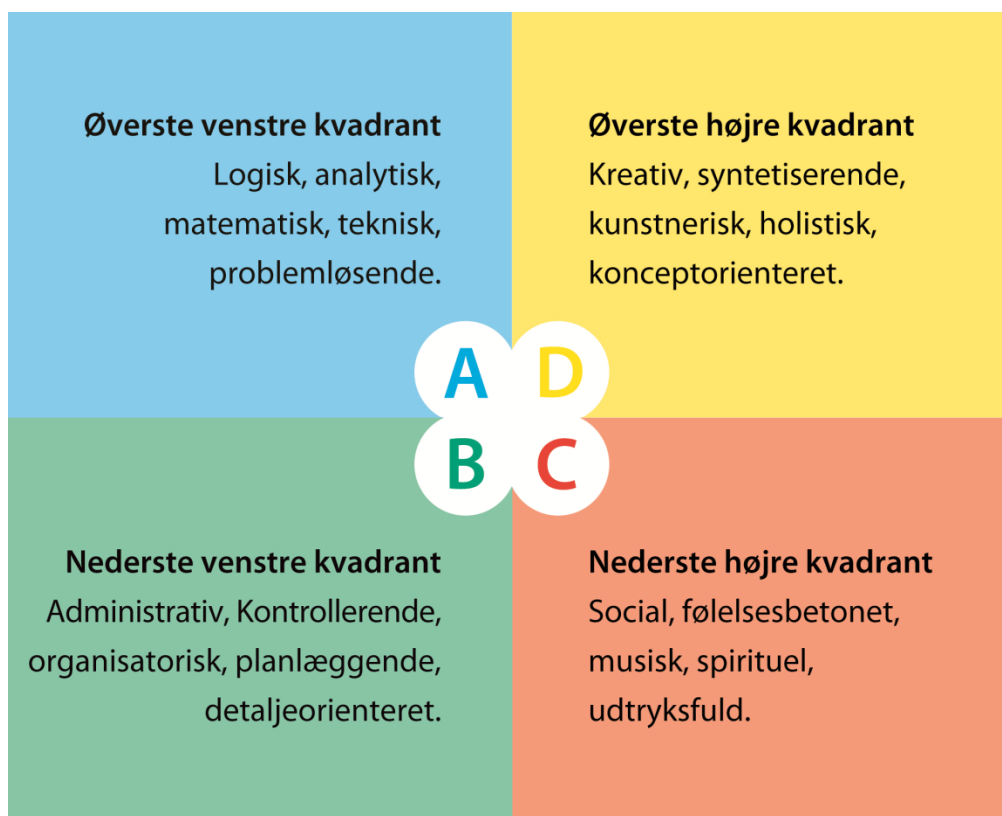 Øverste venstre kvadrant
Logisk, analytisk,
matematisk, teknisk,
problemløsende.
Øverste højre kvadrant
Kreativ, syntetiserende,
kunstnerisk, holistisk,
konceptorienteret.
A
D
B
C
Nederste venstre kvadrant
Administrativ, Kontrollerende,
organisatorisk, planlæggende,
detaljeorienteret.
Nederste højre kvadrant
Social, følelsesbetonet,
musisk, spirituel,
udtryksfuld.